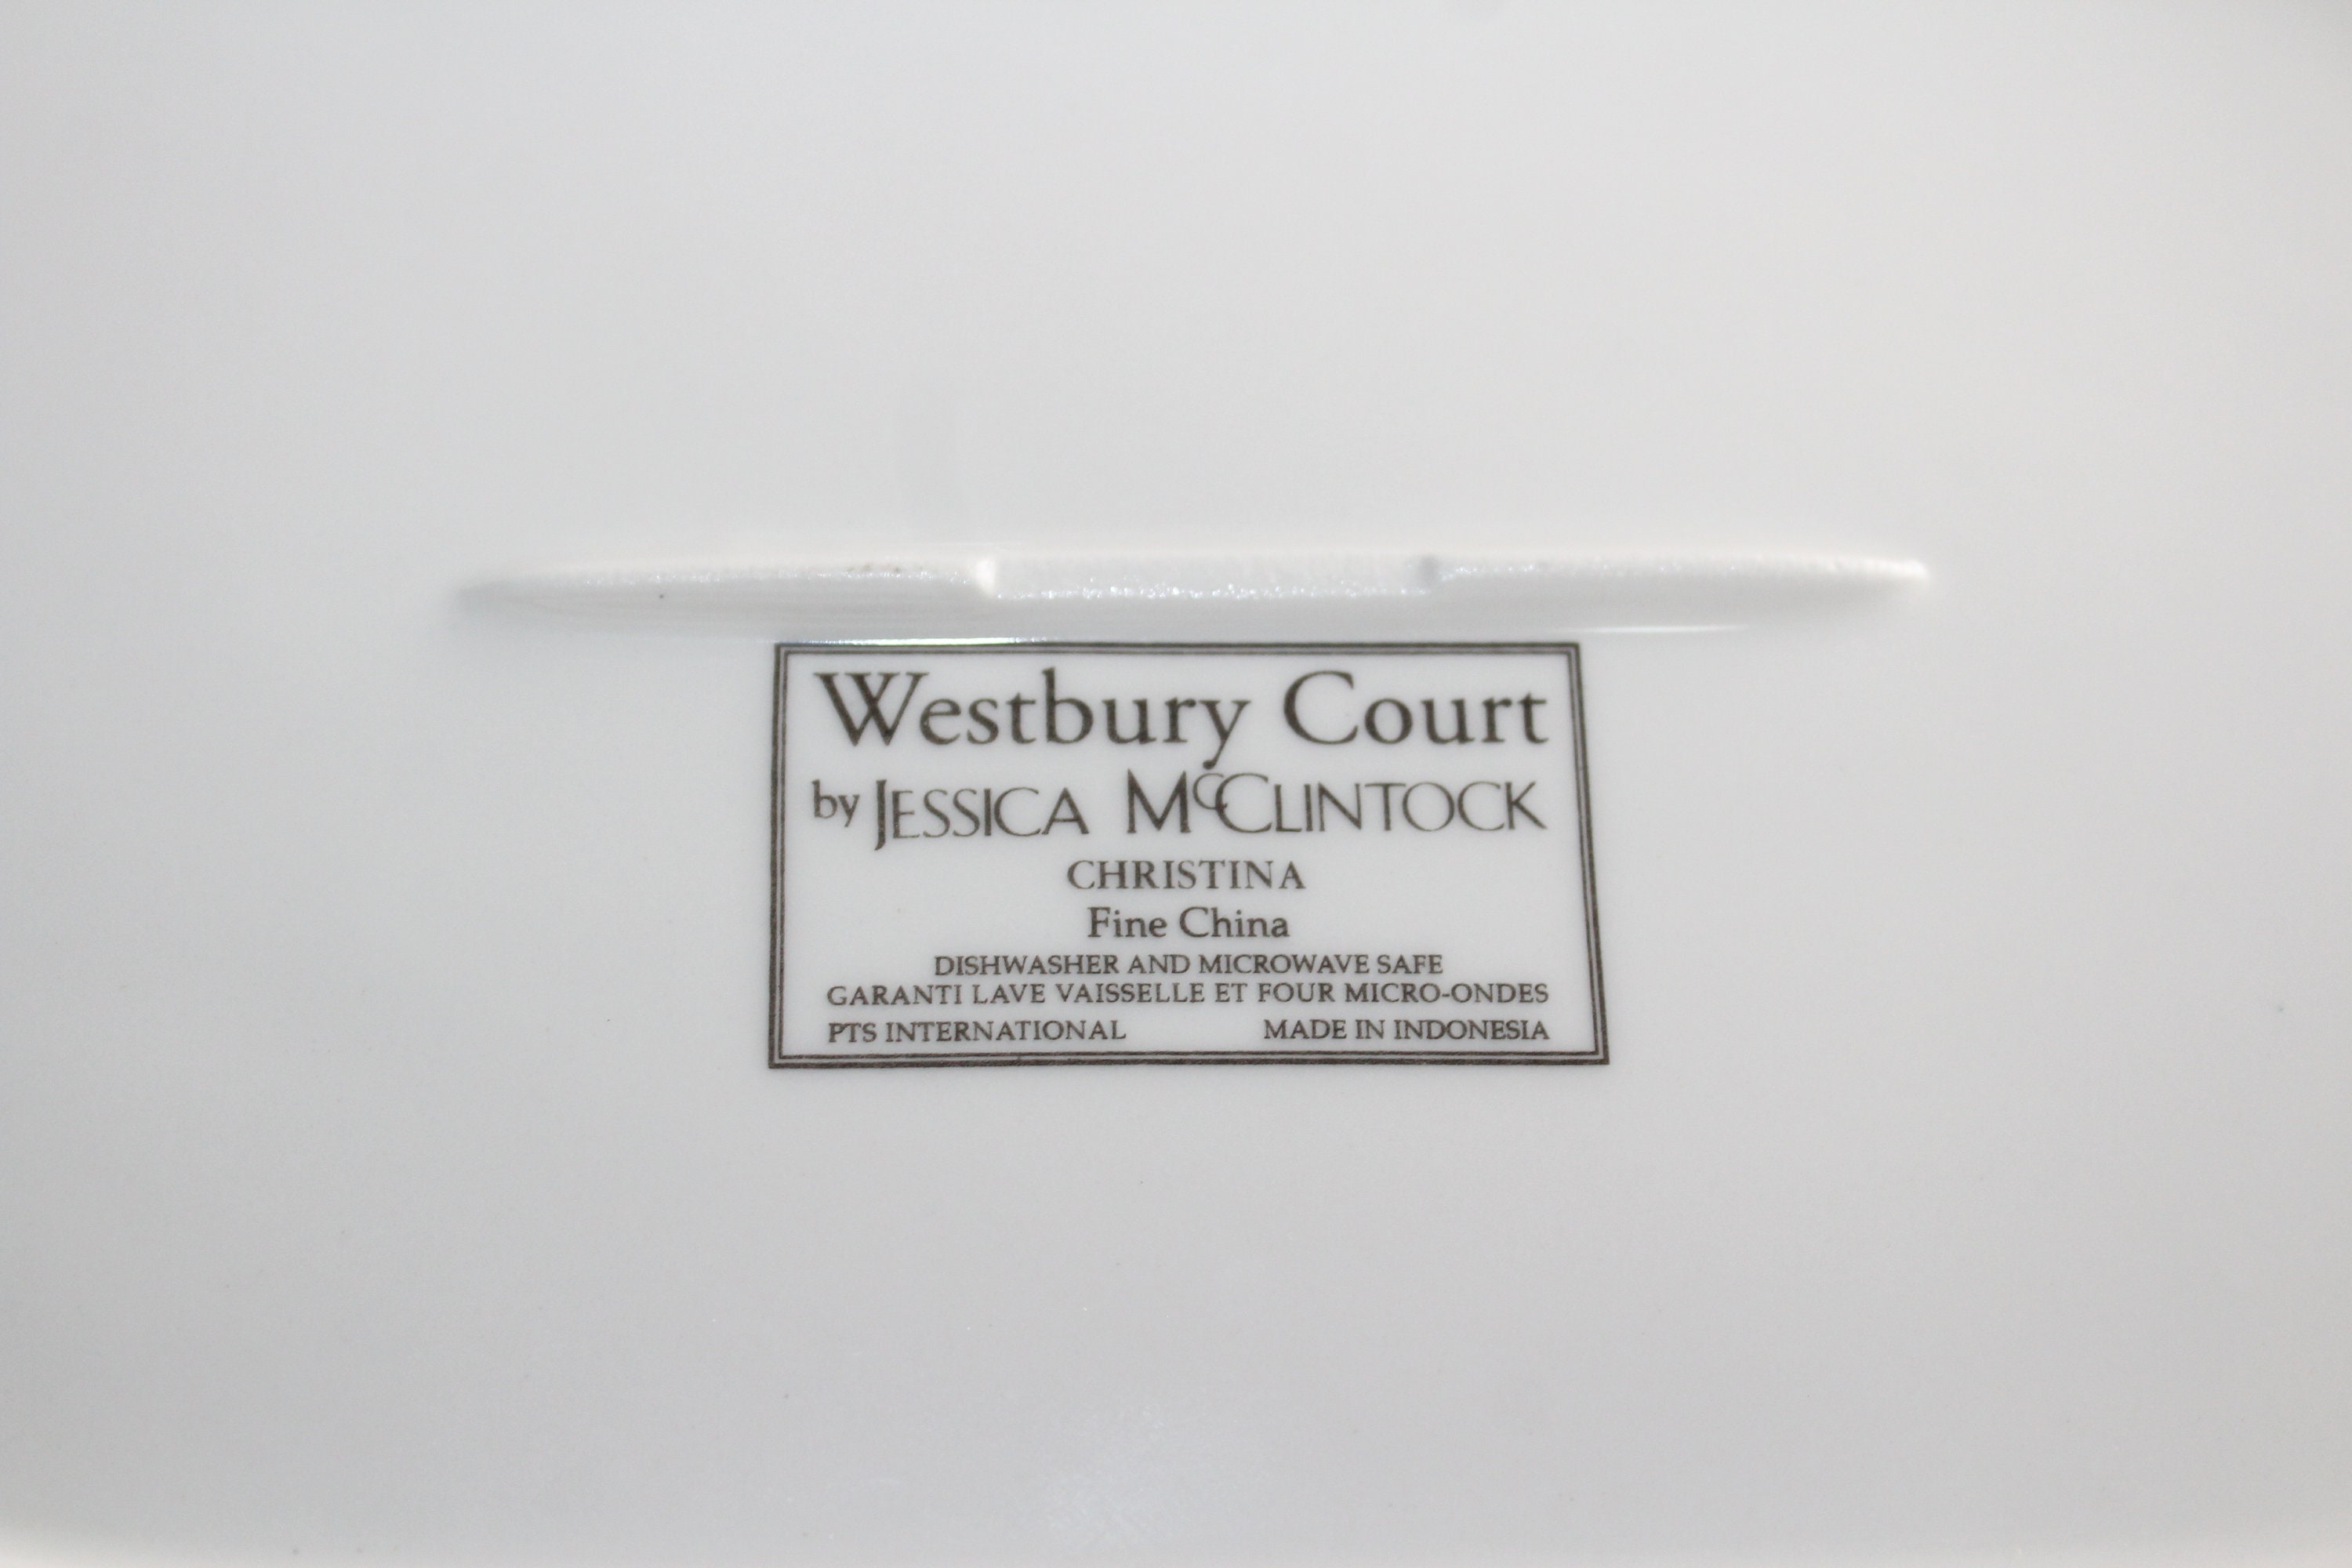 Westbury Court
by JESSICA McCLINTOCK
CHRISTINA
Fine China
DISHWASHER AND MICROWAVE SAFE
GARANTI LAVE VAISSELLE ET FOUR MICRO-ONDES
PTS INTERNATIONAL MADE IN INDONESIA